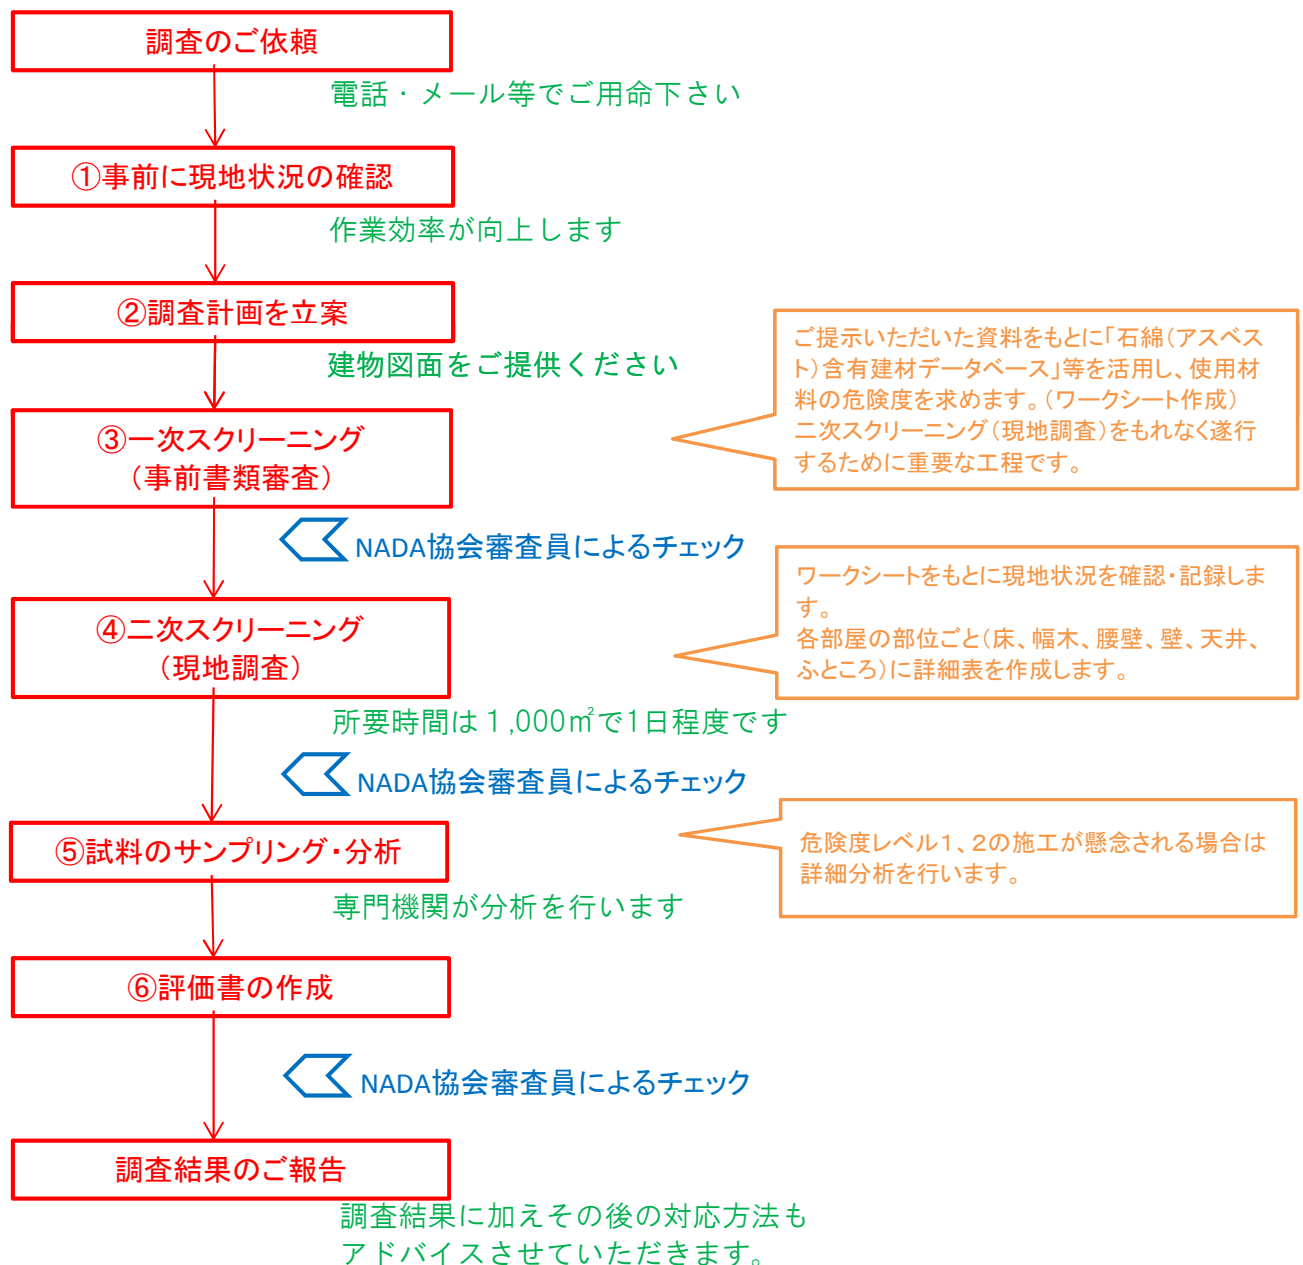 調査のご依頼
電話・メール等でご用命下さい
①事前に現地状況の確認
作業効率が向上します
②調査計画を立案
建物図面をご提供ください
ご提示いただいた資料をもとに「石綿(アスベス
ト)含有建材データベース」等を活用し、使用材
料の危険度を求めます。(ワークシート作成)
二次スクリーニング(現地調査)をもれなく遂行
するために重要な工程です。
③一次スクリーニング
(事前書類審査)
NADA協会審査員によるチェック
ワークシートをもとに現地状況を確認・記録しま
す。
各部屋の部位ごと(床、幅木、腰壁、壁、天井、
ふところ)に詳細表を作成します。
④二次スクリーニング
(現地調査)
所要時間は1,000㎡で1日程度です
NADA協会審査員によるチェック
危険度レベル1、2の施工が懸念される場合は
詳細分析を行います。
⑤試料のサンプリング・分析
専門機関が分析を行います
⑥評価書の作成
NADA協会審査員によるチェック
調査結果のご報告
調査結果に加えその後の対応方法も
アドバイスさせていただきます。